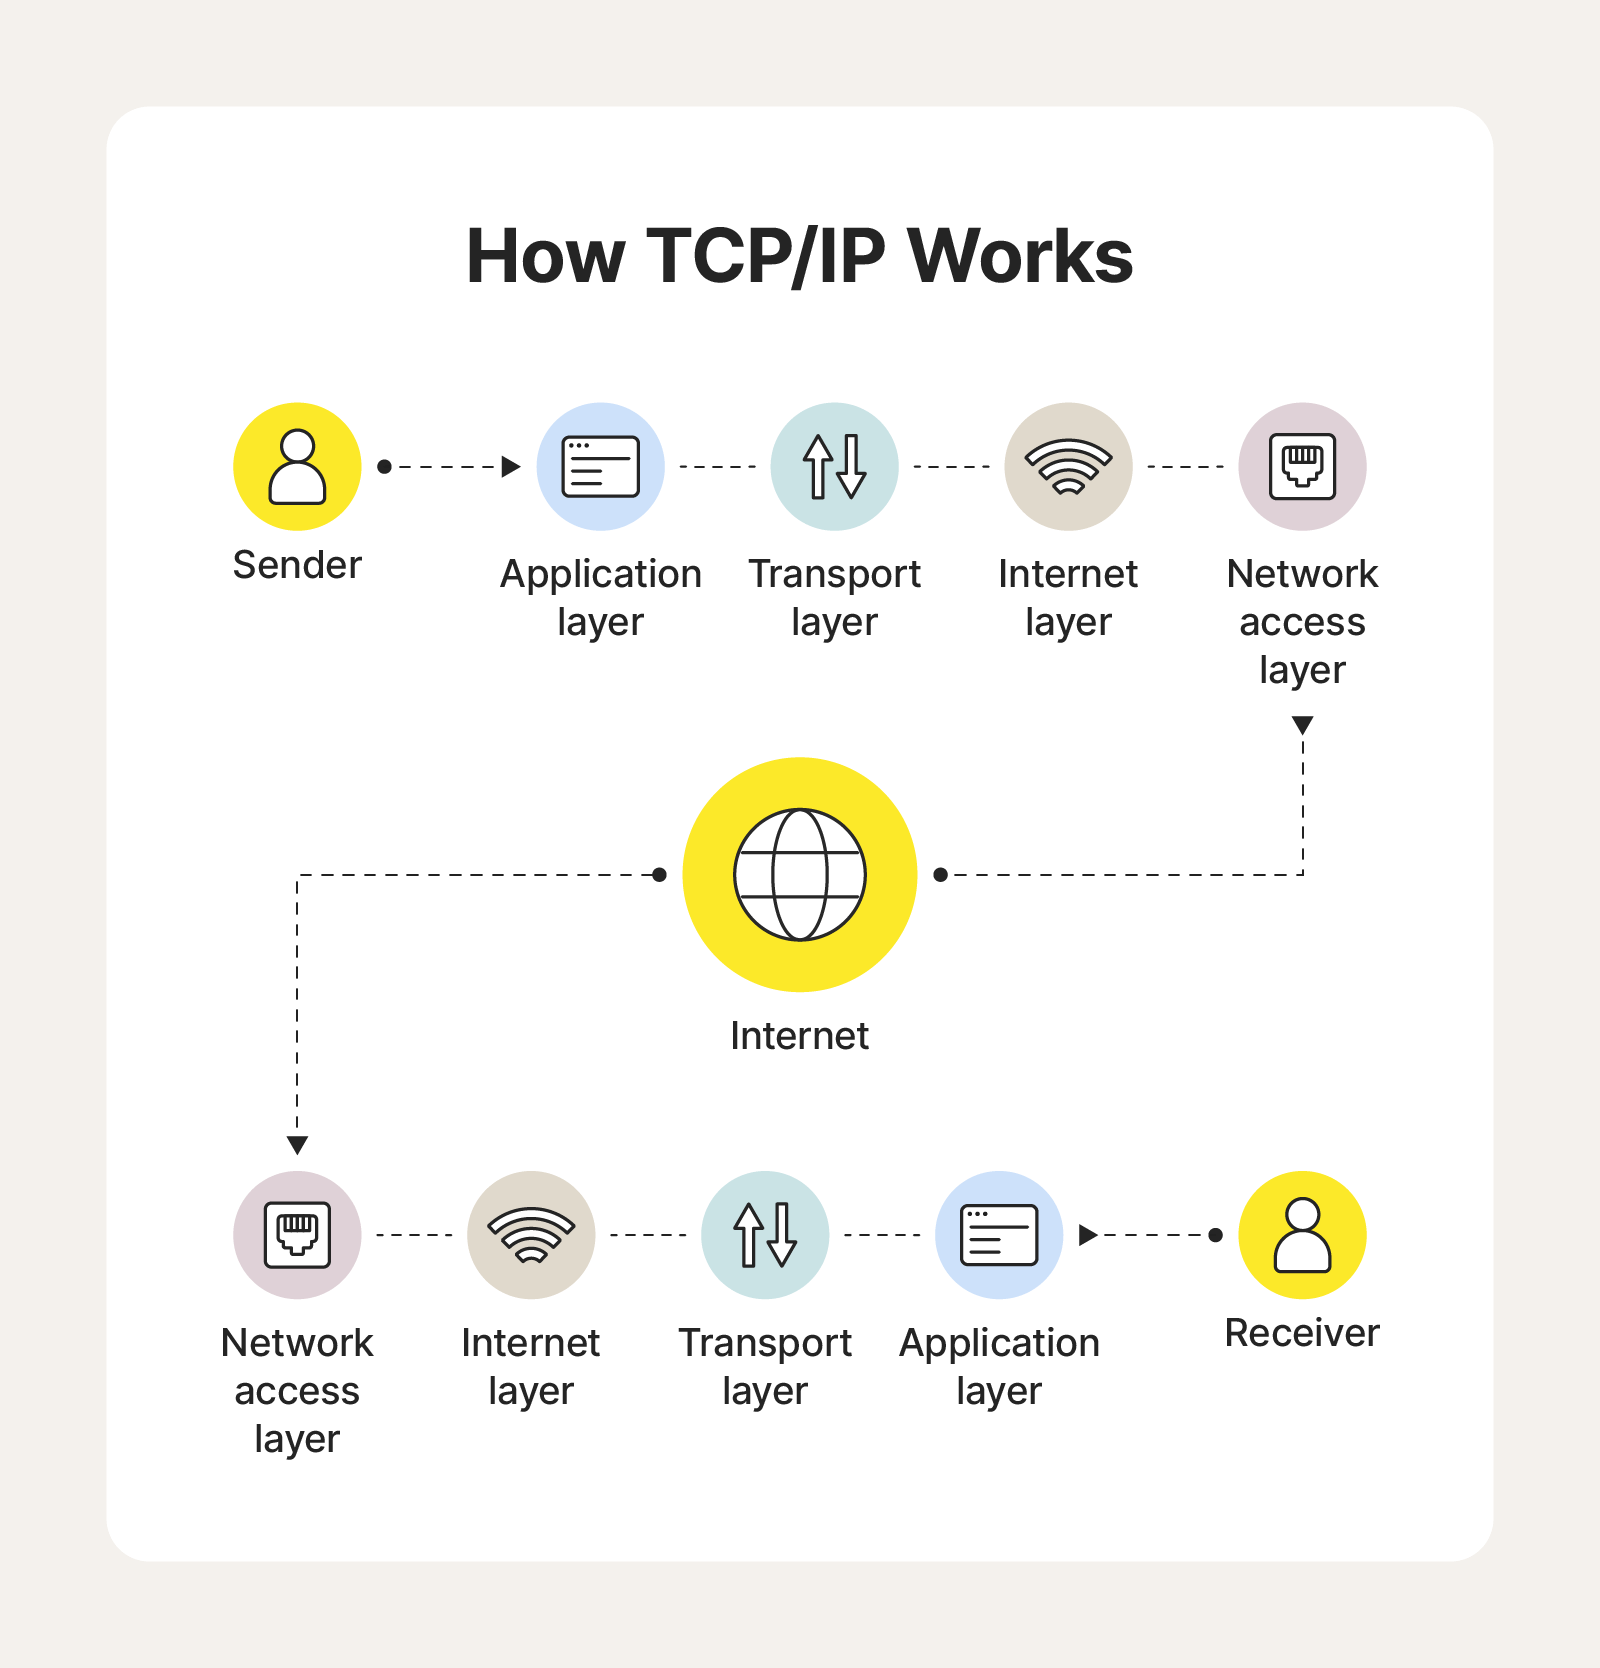 How TCP/IP Works
Sender
Application
layer
Transport
layer
Internet
layer
Network
access
layer
Internet
Network
access
layer
Internet
layer
Transport
layer
Application
layer
Receiver